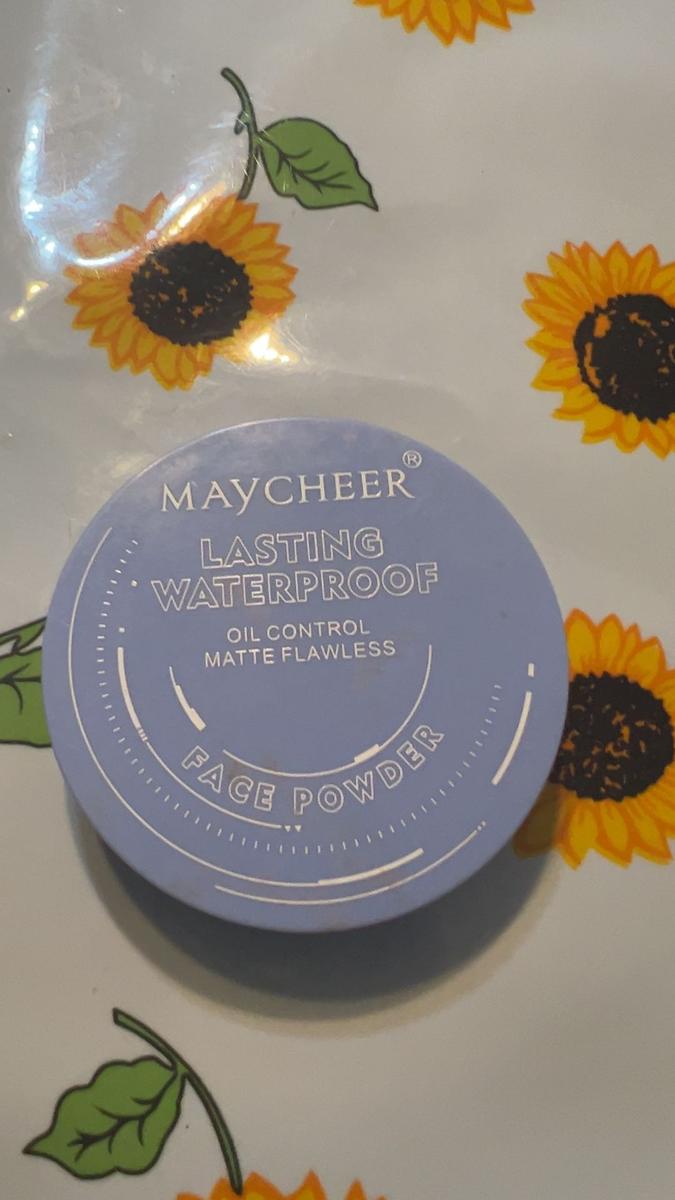 MAYCHEER®
LASTING
WATERPROOF
OIL CONTROL
MATTE FLAWLESS
FACE POWDER